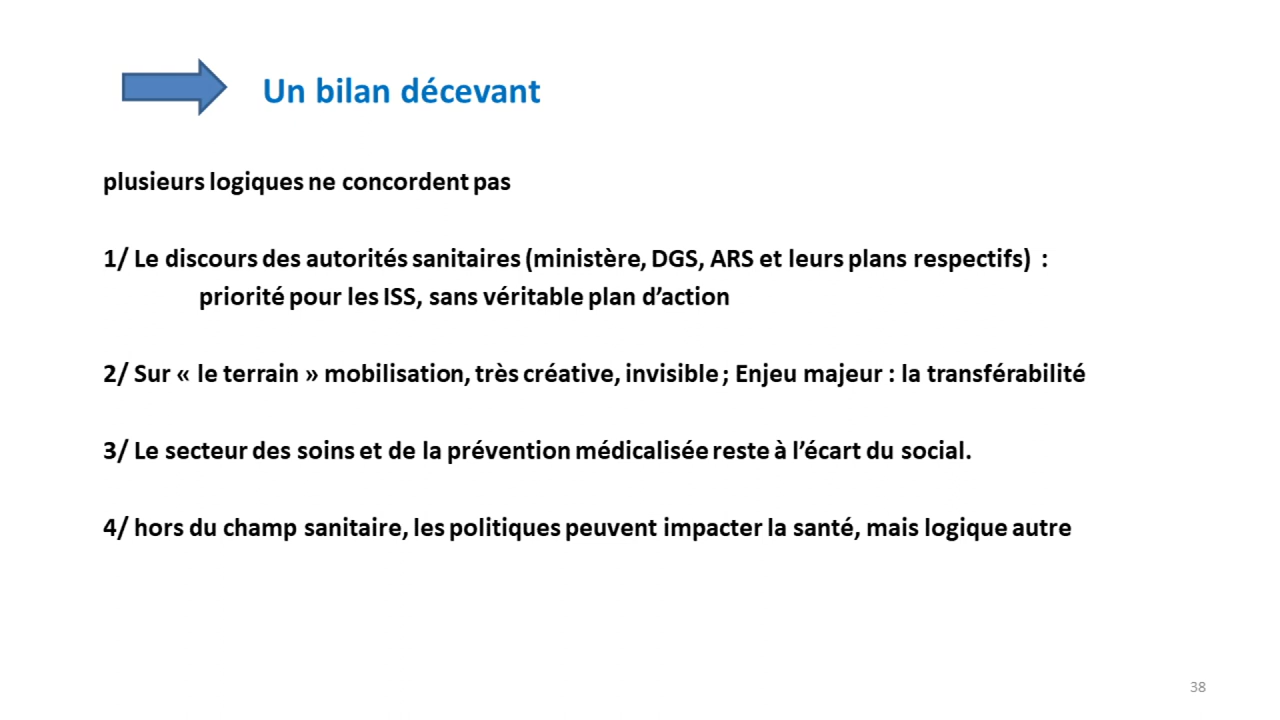 Un bilan décevant
plusieurs logiques ne concordent pas
1/ Le discours des autorités sanitaires (ministère, DGS, ARS et leurs plans respectifs) :
priorité pour les ISS, sans véritable plan d’action
2/ Sur « le terrain » mobilisation, très créative, invisible ; Enjeu majeur : la transférabilité
3/ Le secteur des soins et de la prévention médicalisée reste à l’écart du social.
4/ hors du champ sanitaire, les politiques peuvent impacter la santé, mais logique autre
38